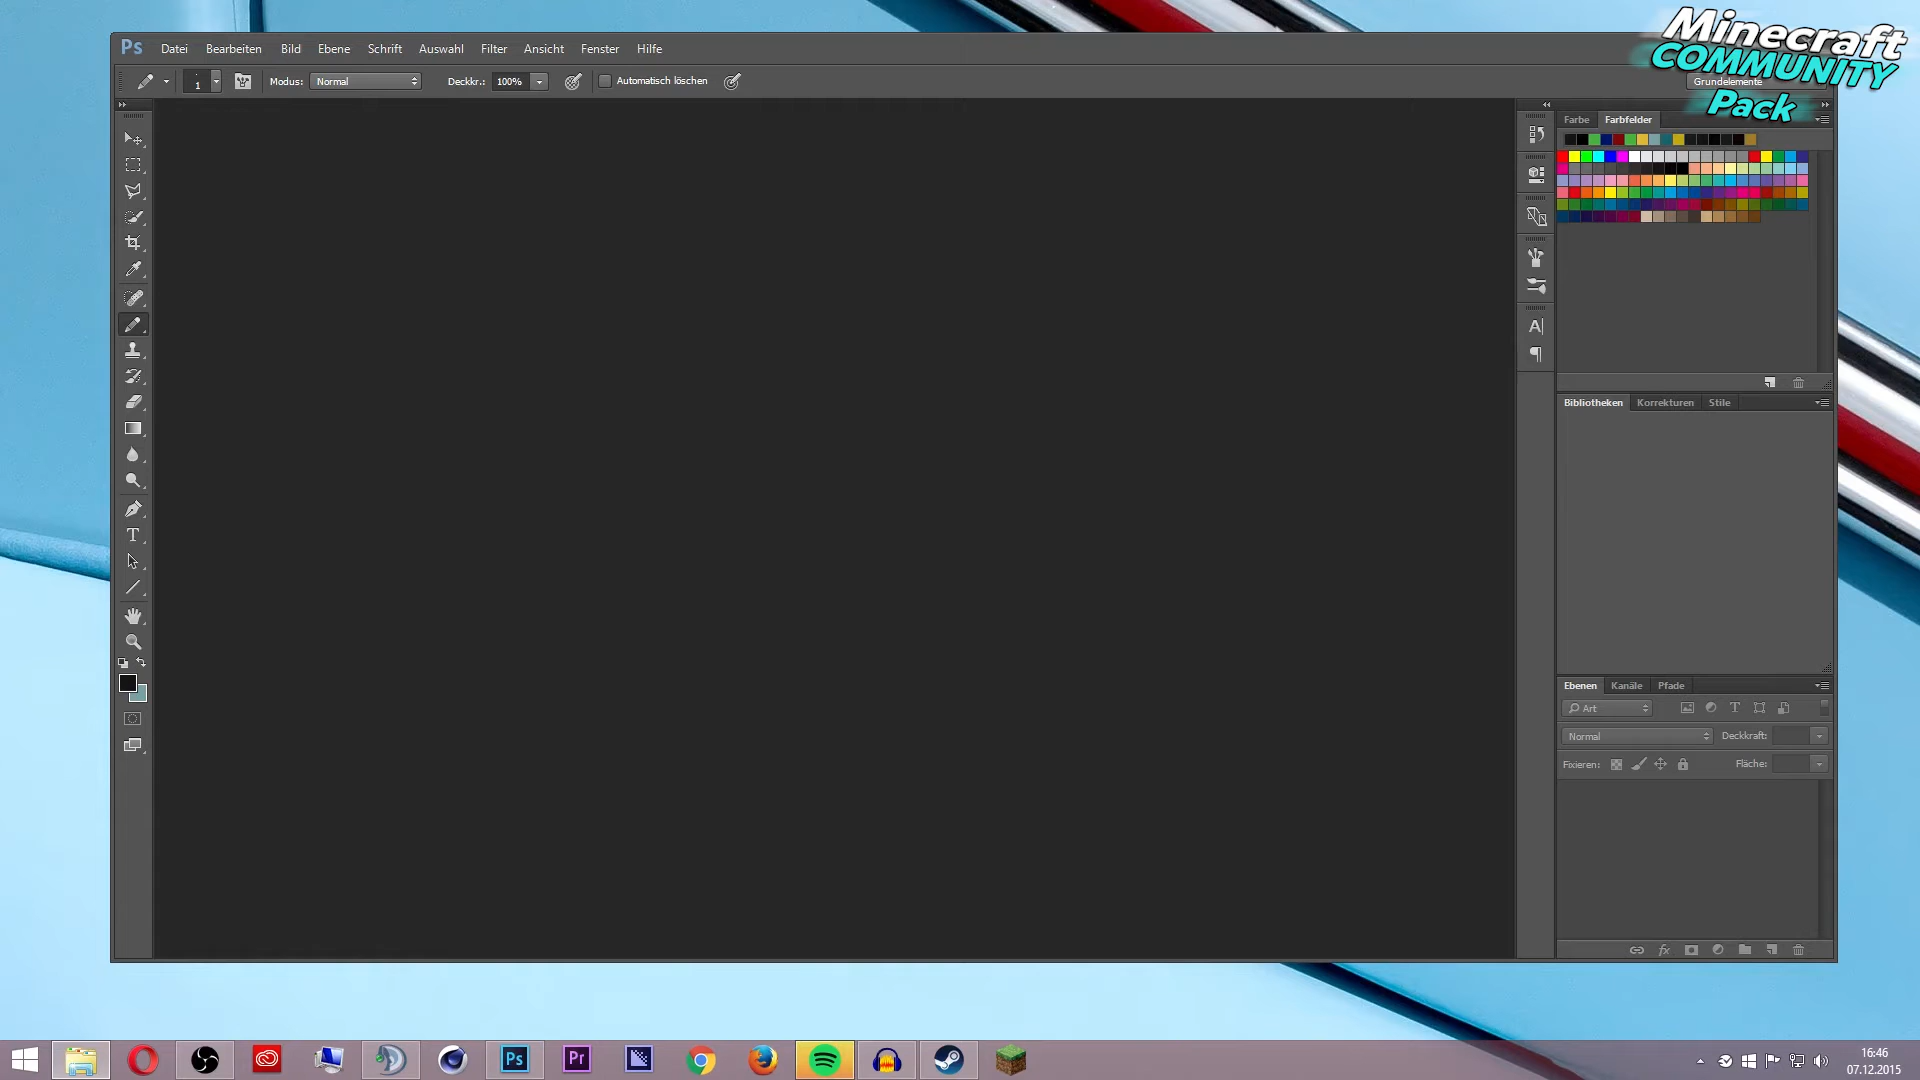 Minecraft
COMMUNITY
Pack
Ps Datei Bearbeiten Bild Ebene Schrift Auswahl Filter Ansicht Fenster Hilfe
1 Modus: Normal Deckkr.: 100% Automatisch löschen Grundelemente
Farbe Farbfelder
Bibliotheken Korrekturen Stile
Ebenen Kanäle Pfade
Art
Normal Deckkraft:
Fixieren: Fläche:
Ps Pr
16:46
07.12.2015